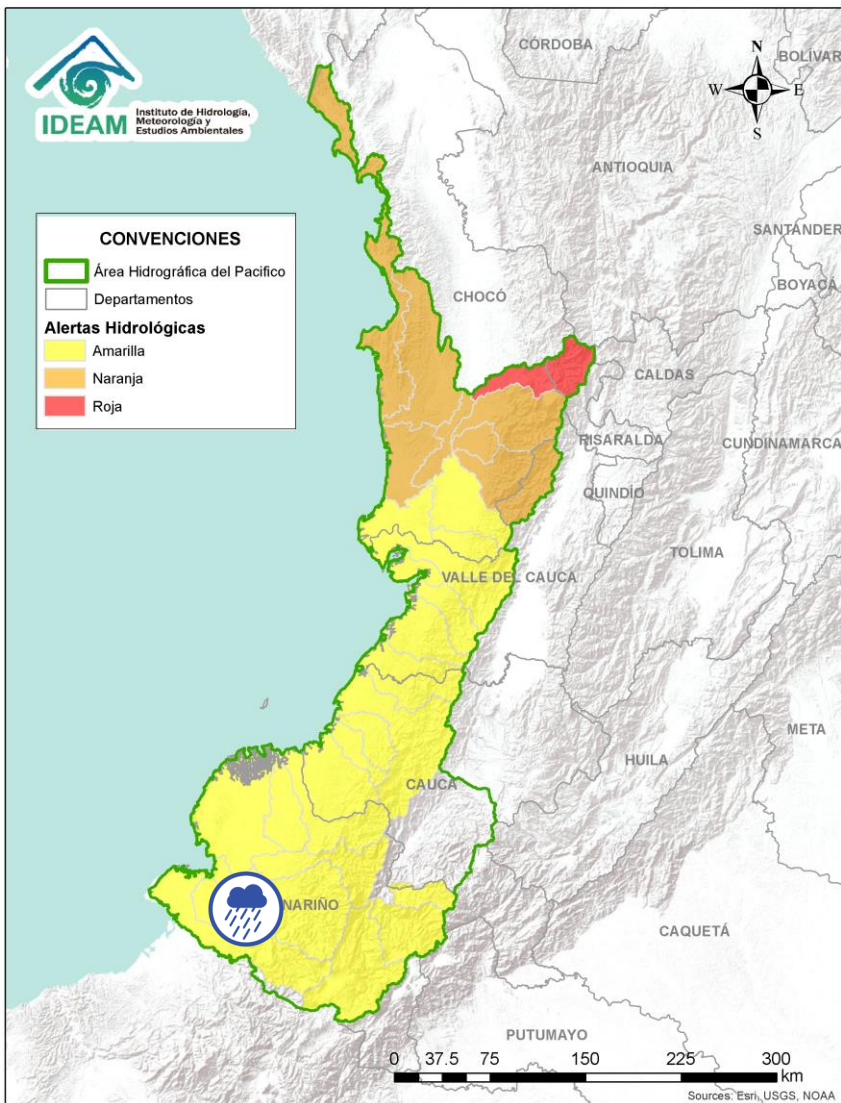 IDEAM
Instituto de Hidrología,
Meteorología y
Estudios Ambientales
CÓRDOBA
BOLÍVAR
N
W
E
S
ANTIOQUIA
SANTANDER
BOYACÁ
CONVENCIONES
Área Hidrográfica del Pacifico
Departamentos
Alertas Hidrológicas
Amarilla
Naranja
Roja
CHOCÓ
CALDAS
RISARALDA
CUNDINAMARCA
QUINDÍO
TOLIMA
VALLE DEL CAUCA
META
HUILA
CAUCA
NARIÑO
CAQUETÁ
PUTUMAYO
0 37.5 75 150 225 300
km
Sources: Esri, USGS, NOAA